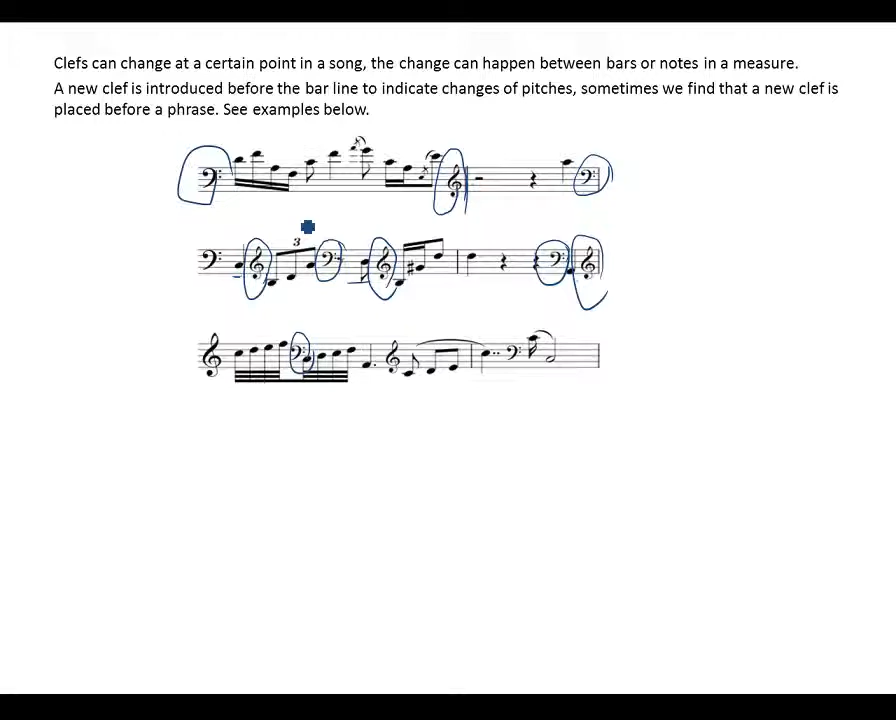 Clefs can change at a certain point in a song, the change can happen between bars or notes in a measure.
A new clef is introduced before the bar line to indicate changes of pitches, sometimes we find that a new clef is
placed before a phrase. See examples below.
3